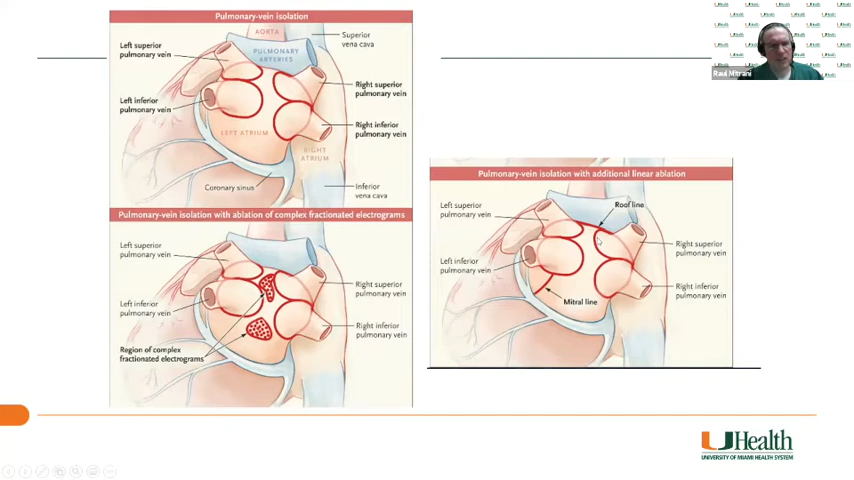 Pulmonary-vein isolation
AORTA
PULMONARY
ARTERIES
Superior
vena cava
Left superior
pulmonary vein
Right superior
pulmonary vein
Left inferior
pulmonary vein
Right inferior
pulmonary vein
LEFT ATRIUM
RIGHT
ATRIUM
Coronary sinus
Inferior
vena cava
Pulmonary-vein isolation with ablation of complex fractionated electrograms
Left superior
pulmonary vein
Right superior
pulmonary vein
Left inferior
pulmonary vein
Right inferior
pulmonary vein
Region of complex
fractionated electrograms
Pulmonary-vein isolation with additional linear ablation
Left superior
pulmonary vein
Roof line
Left inferior
pulmonary vein
Right superior
pulmonary vein
Right inferior
pulmonary vein
Mitral line
Raul Mitrani
UHealth
UNIVERSITY OF MIAMI HEALTH SYSTEM